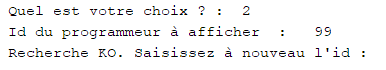 Quel est votre choix ? :  2
Id du programmeur à afficher  :   99
Recherche KO. Saisissez à nouveau l'id :